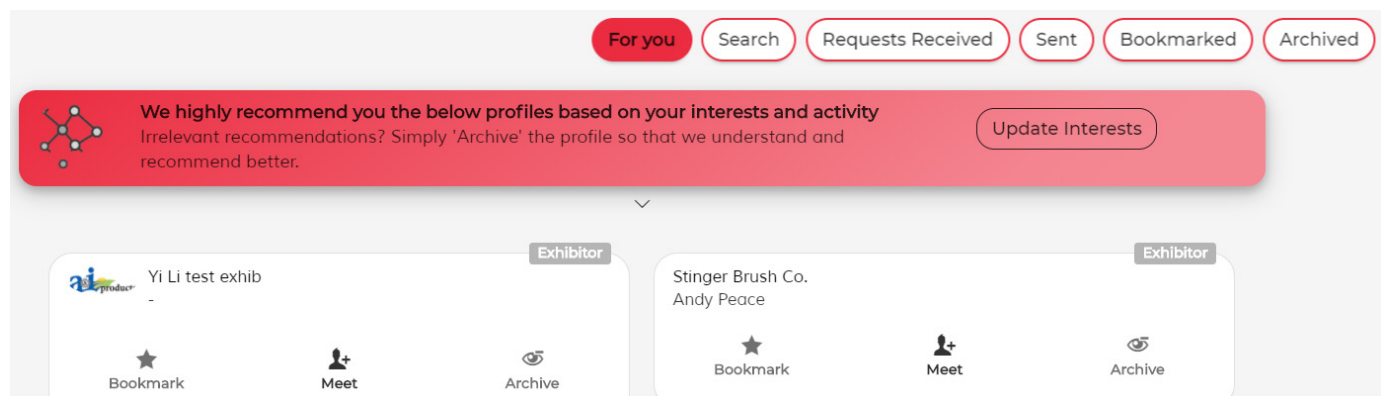 For you Search Requests Received Sent Bookmarked Archived
We highly recommend you the below profiles based on your interests and activity
Irrelevant recommendations? Simply 'Archive' the profile so that we understand and
recommend better.
Update Interests
Exhibitor
Yi Li test exhib
-
Bookmark Meet Archive
Exhibitor
Stinger Brush Co.
Andy Peace
Bookmark Meet Archive